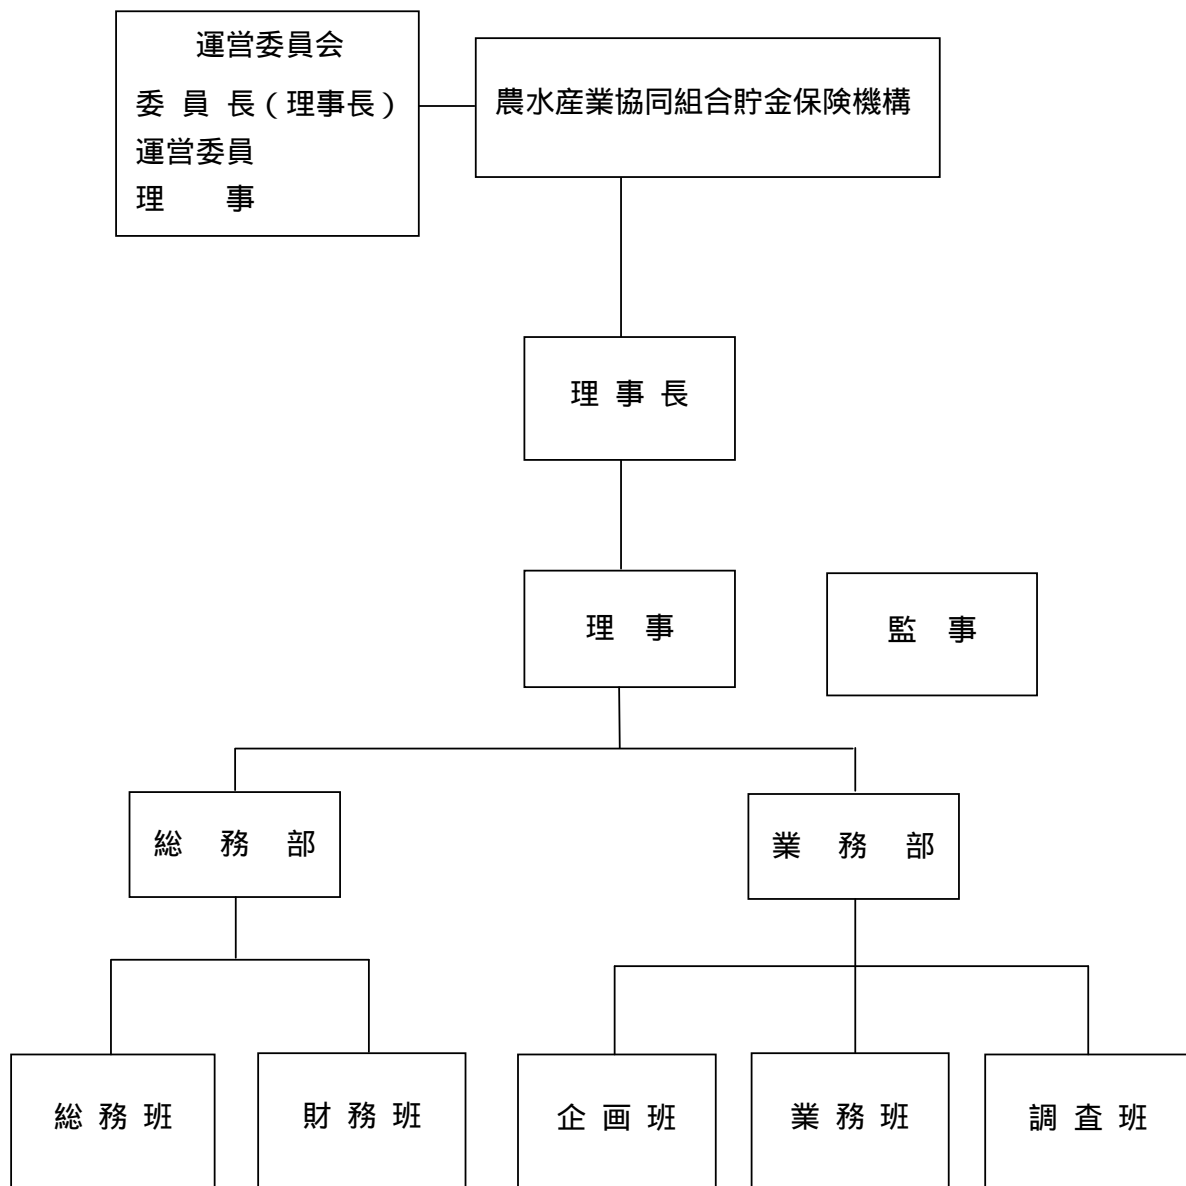 運営委員会
委 員 長（理事長）
運営委員
理　　事
農水産業協同組合貯金保険機構
理 事 長
理　事
監　事
総　務　部
業　務　部
総 務 班
財 務 班
企 画 班
業 務 班
調 査 班